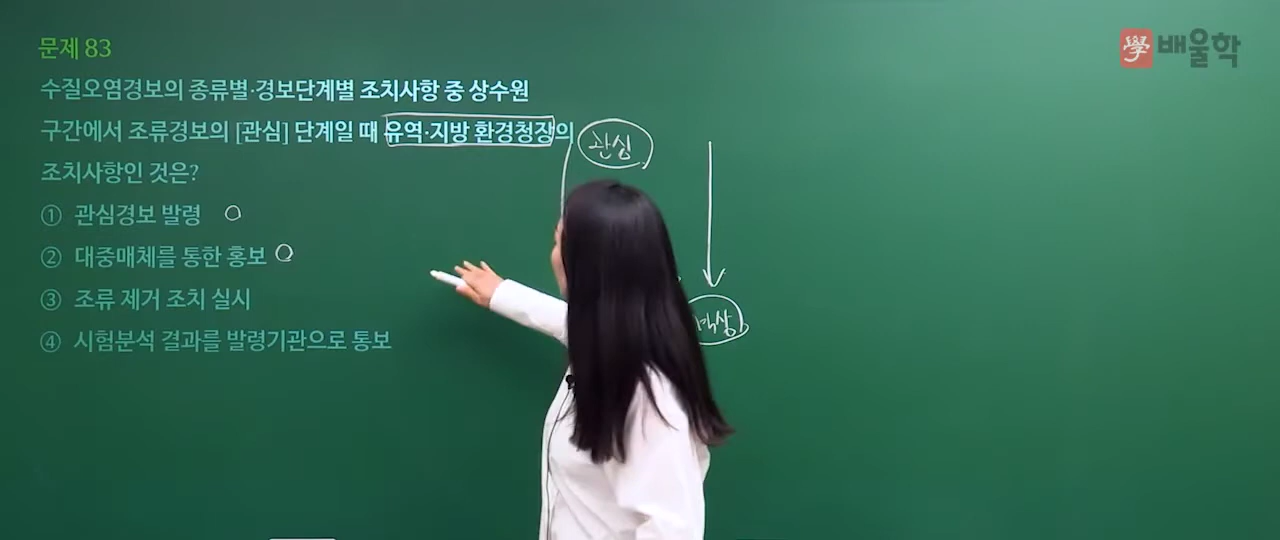 문제 83
學 배울학
수질오염경보의 종류별·경보단계별 조치사항 중 상수원
구간에서 조류경보의 [관심] 단계일 때 유역·지방 환경청장의
관심
조치사항인 것은?
① 관심경보 발령
② 대중매체를 통한 홍보
③ 조류 제거 조치 실시
④ 시험분석 결과를 발령기관으로 통보